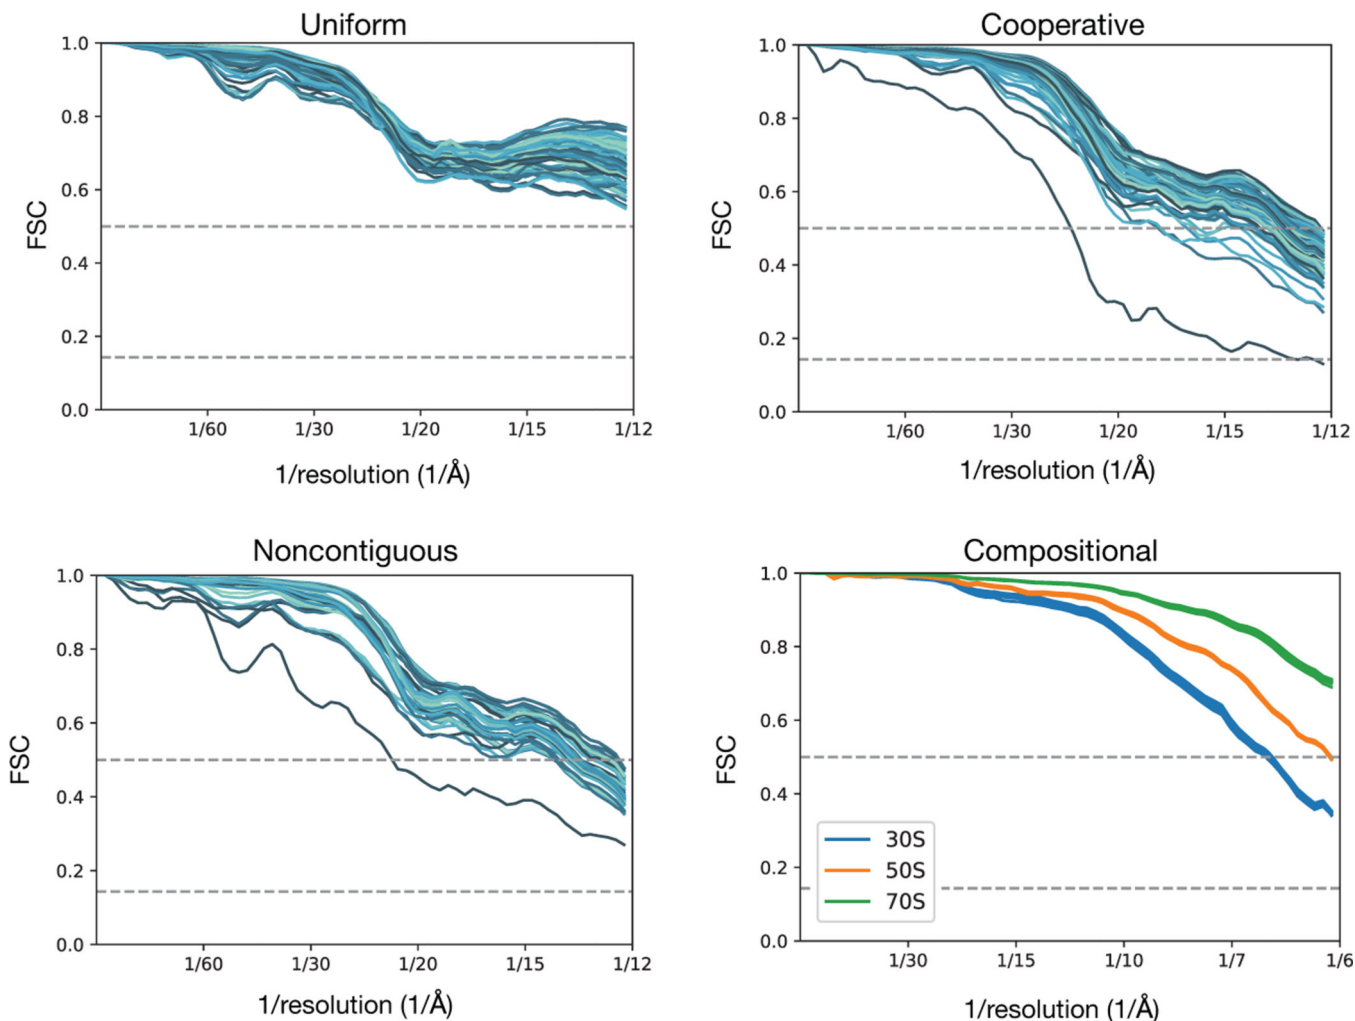 Uniform
1.0
0.8
0.6
0.4
0.2
0.0
FSC
1/60 1/30 1/20 1/15 1/12
1/resolution (1/Å)
Cooperative
1.0
0.8
0.6
0.4
0.2
0.0
FSC
1/60 1/30 1/20 1/15 1/12
1/resolution (1/Å)
Noncontiguous
1.0
0.8
0.6
0.4
0.2
0.0
FSC
1/60 1/30 1/20 1/15 1/12
1/resolution (1/Å)
Compositional
1.0
0.8
0.6
0.4
0.2
0.0
FSC
30S
50S
70S
1/30 1/15 1/10 1/7 1/6
1/resolution (1/Å)